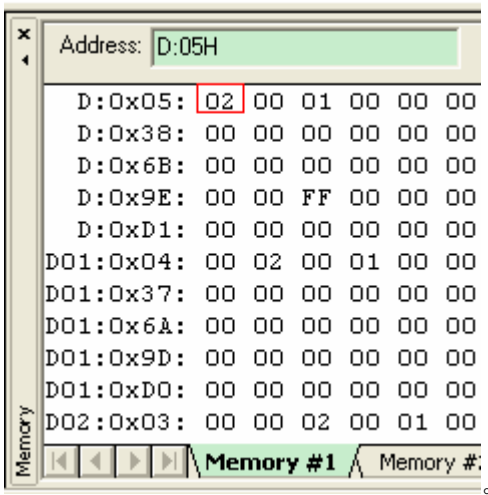 Address: D:05H
D:0x05: 02 00 01 00 00 00
D:0x38: 00 00 00 00 00 00
D:0x6B: 00 00 00 00 00 00
D:0x9E: 00 00 FF 00 00 00
D:0xD1: 00 00 00 00 00 00
D01:0x04: 00 02 00 01 00 00
D01:0x37: 00 00 00 00 00 00
D01:0x6A: 00 00 00 00 00 00
D01:0x9D: 00 00 00 00 00 00
D01:0xD0: 00 00 00 00 00 00
D02:0x03: 00 00 02 00 01 00
Memory
Memory #1 Memory #2